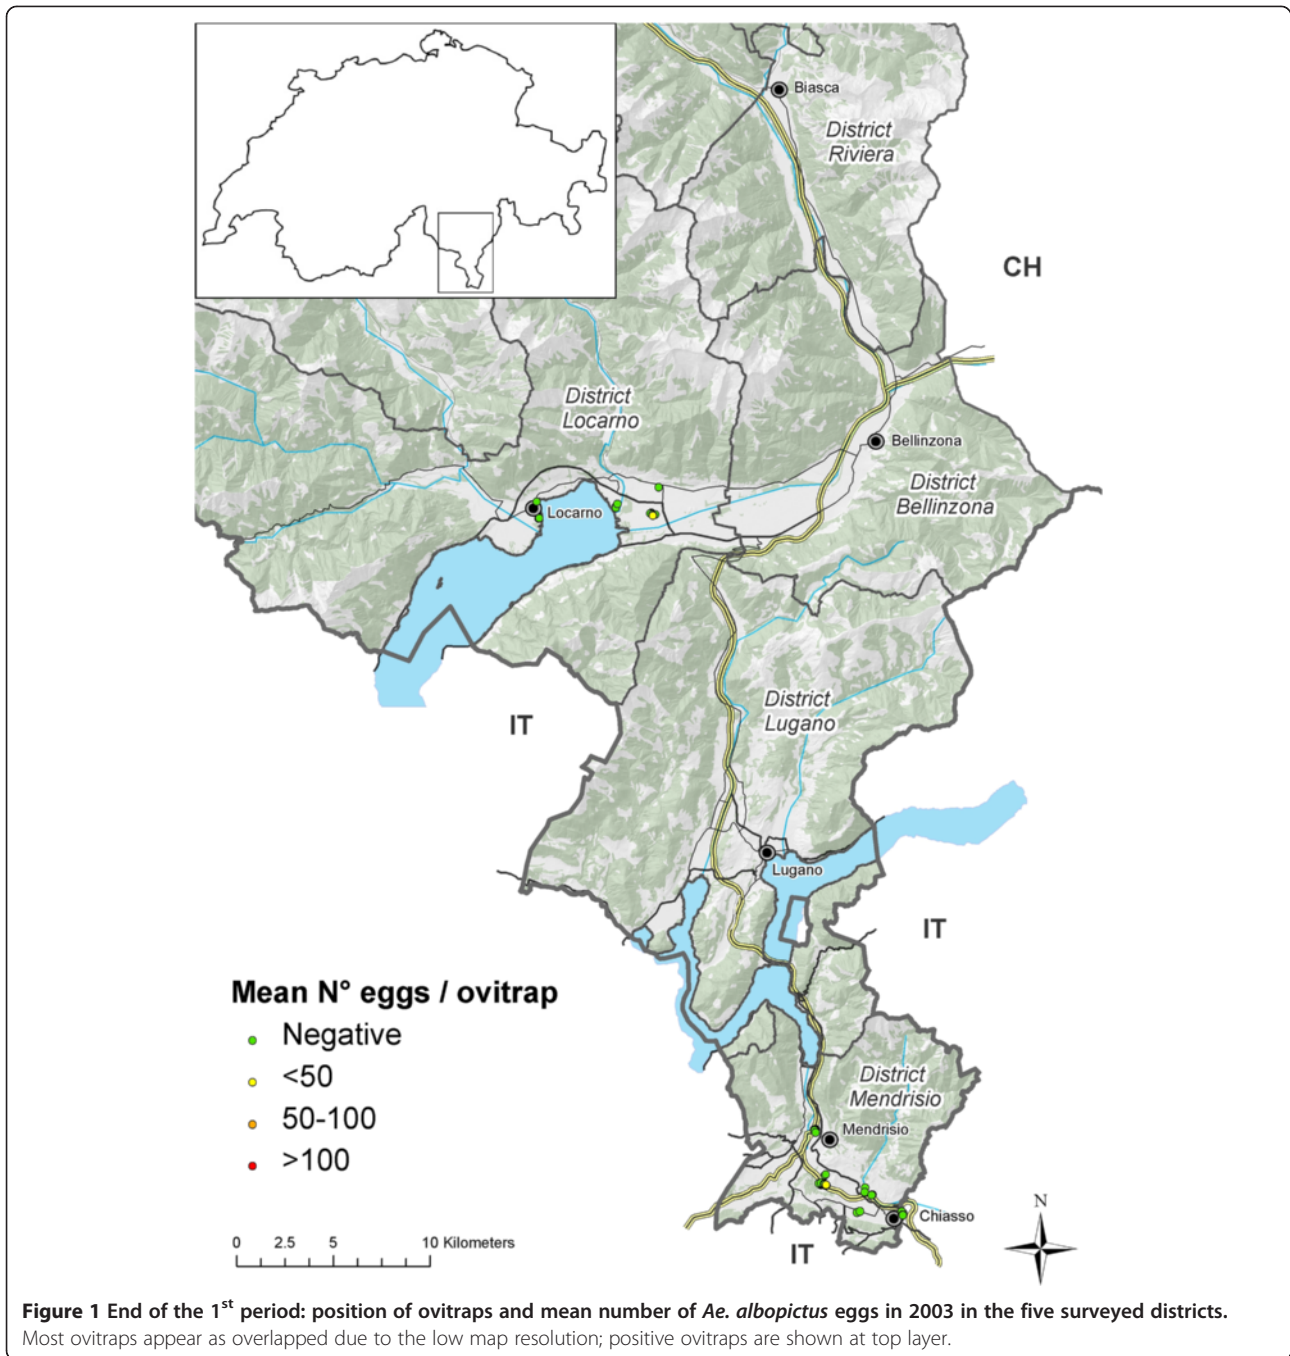 Biasca
District
Riviera
CH
District
Locarno
Bellinzona
District
Bellinzona
Locarno
IT
District
Lugano
Lugano
IT
Mean N° eggs / ovitrap
Negative
<50
50-100
>100
District
Mendrisio
Mendrisio
Chiasso
N
IT
0 2.5 5 10 Kilometers
Figure 1 End of the 1st period: position of ovitraps and mean number of Ae. albopictus eggs in 2003 in the five surveyed districts.
Most ovitraps appear as overlapped due to the low map resolution; positive ovitraps are shown at top layer.